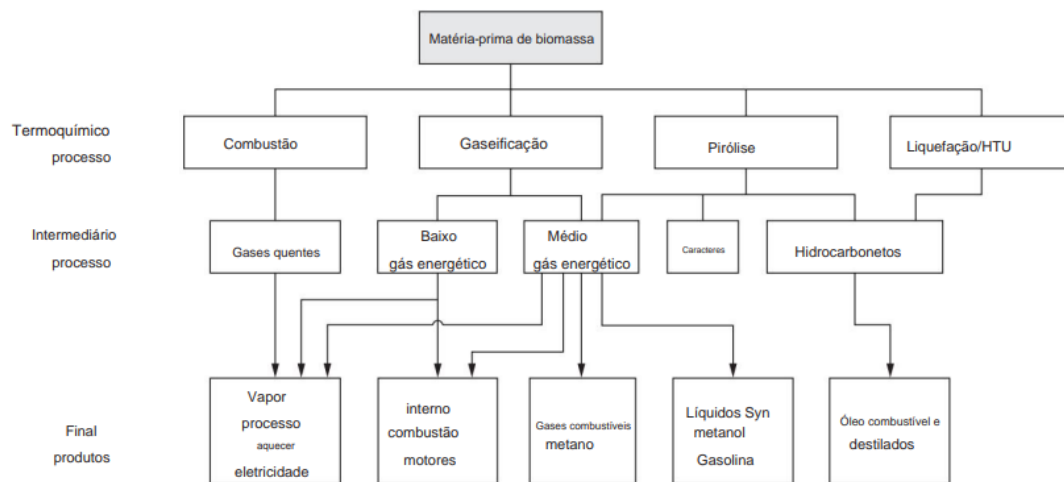 Matéria-prima de biomassa
Termoquímico
processo
Combustão
Gaseificação
Pirólise
Liquefação/HTU
Intermediário
processo
Gases quentes
Baixo
gás energético
Médio
gás energético
Caracteres
Hidrocarbonetos
Final
produtos
Vapor
processo
aquecer
eletricidade
interno
combustão
motores
Gases combustíveis
metano
Líquidos Syn
metanol
Gasolina
Óleo combustível e
destilados